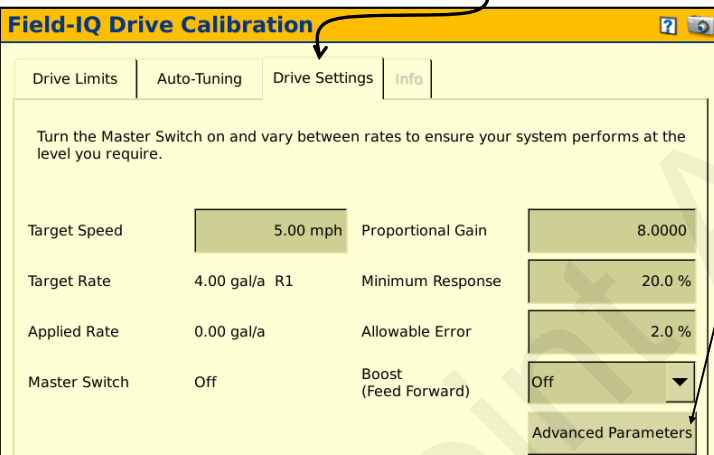 Field-IQ Drive Calibration
Drive Limits
Auto-Tuning
Drive Settings
Info
Turn the Master Switch on and vary between rates to ensure your system performs at the
level you require.
Target Speed
5.00 mph
Proportional Gain
8.0000
Target Rate
4.00 gal/a R1
Minimum Response
20.0 %
Applied Rate
0.00 gal/a
Allowable Error
2.0 %
Master Switch
Off
Boost
(Feed Forward)
Off
Advanced Parameters